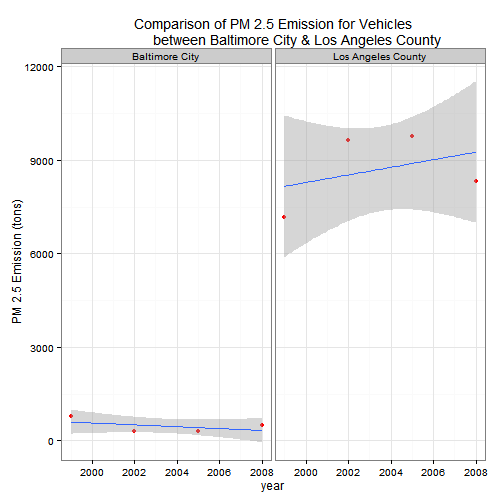 Comparison of PM 2.5 Emission for Vehicles
between Baltimore City & Los Angeles County
Baltimore City
Los Angeles County
PM 2.5 Emission (tons)
12000
9000
6000
3000
0
2000 2002 2004 2006 2008
2000 2002 2004 2006 2008
year